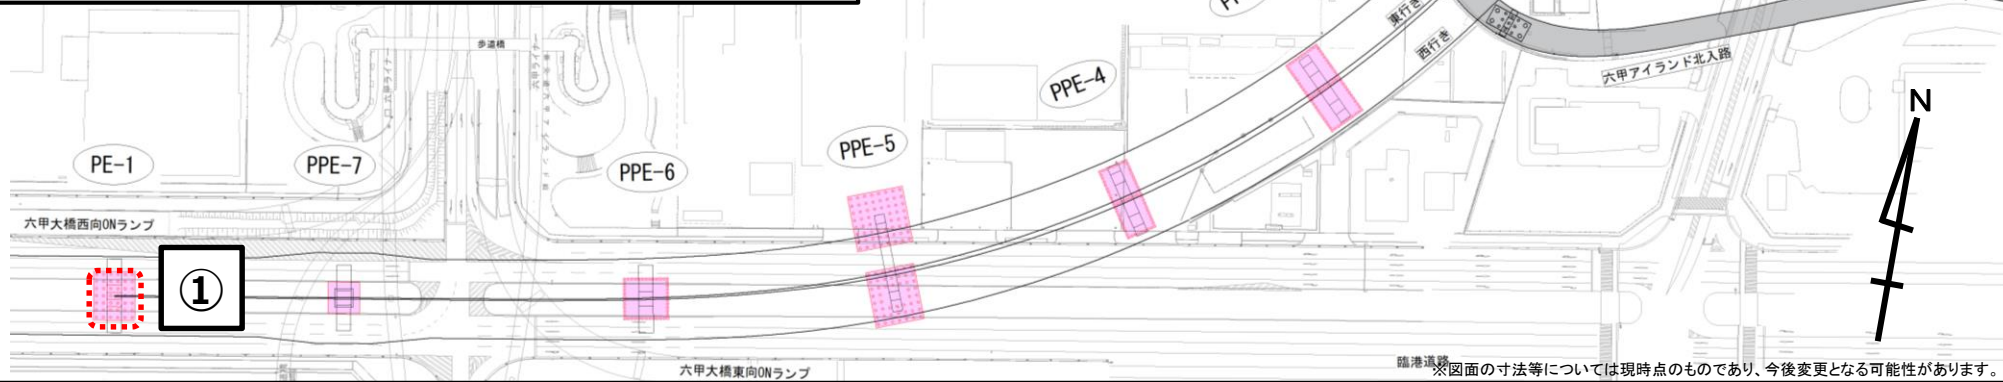 歩道橋
東行き
西行き
六甲アイランド北入路
N
PPE-4
PPE-5
PE-1
PPE-7
PPE-6
六甲大橋西向ONランプ
①
六甲大橋東向ONランプ
臨港道路
※図面の寸法等については現時点のものであり、今後変更となる可能性があります。